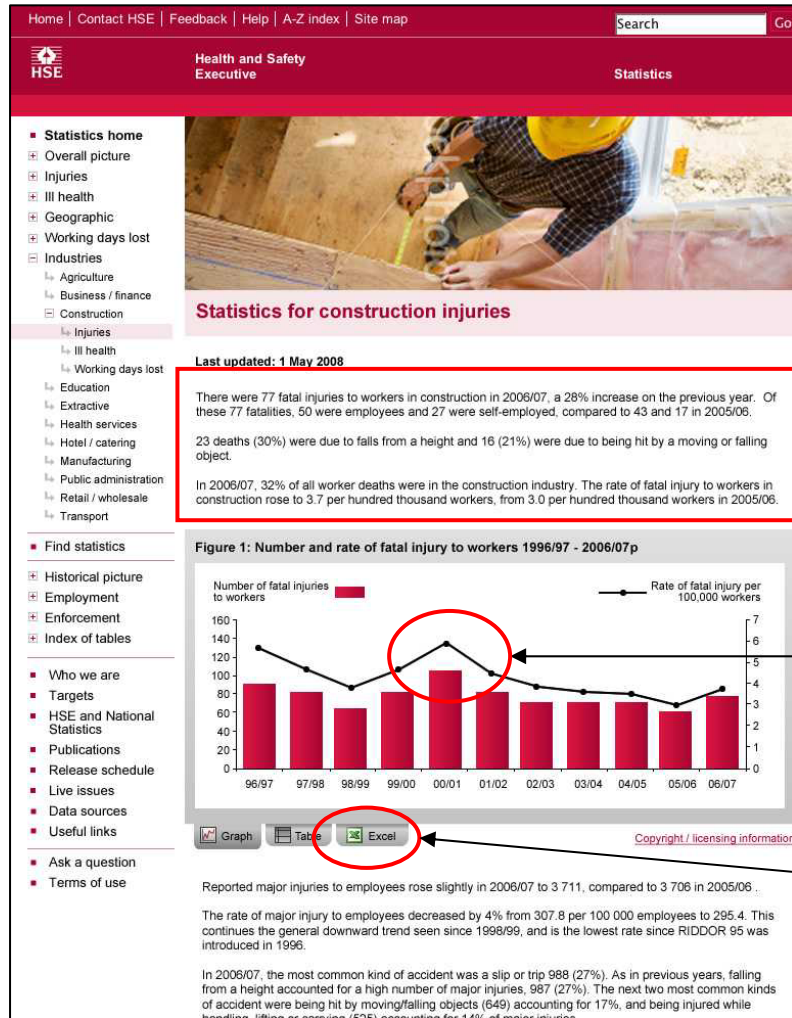 Home | Contact HSE | Feedback | Help | A-Z index | Site map
Search
Go
HSE
Health and Safety
Executive
Statistics
Statistics home
Overall picture
Injuries
Ill health
Geographic
Working days lost
Industries
Agriculture
Business / finance
Construction
Injuries
Ill health
Working days lost
Education
Extractive
Health services
Hotel / catering
Manufacturing
Public administration
Retail / wholesale
Transport
Find statistics
Historical picture
Employment
Enforcement
Index of tables
Who we are
Targets
HSE and National
Statistics
Publications
Release schedule
Live issues
Data sources
Useful links
Ask a question
Terms of use
Statistics for construction injuries
Last updated: 1 May 2008
There were 77 fatal injuries to workers in construction in 2006/07, a 28% increase on the previous year. Of
these 77 fatalities, 50 were employees and 27 were self-employed, compared to 43 and 17 in 2005/06.
23 deaths (30%) were due to falls from a height and 16 (21%) were due to being hit by a moving or falling
object.
In 2006/07, 32% of all worker deaths were in the construction industry. The rate of fatal injury to workers in
construction rose to 3.7 per hundred thousand workers, from 3.0 per hundred thousand workers in 2005/06.
Figure 1: Number and rate of fatal injury to workers 1996/97 - 2006/07p
Number of fatal injuries
to workers
Rate of fatal injury per
100,000 workers
160
140
120
100
80
60
40
20
0
7
6
5
4
3
2
1
0
96/97 97/98 98/99 99/00 00/01 01/02 02/03 03/04 04/05 05/06 06/07
Graph
Table
Excel
Copyright / licensing information
Reported major injuries to employees rose slightly in 2006/07 to 3 711, compared to 3 706 in 2005/06 .
The rate of major injury to employees decreased by 4% from 307.8 per 100 000 employees to 295.4. This
continues the general downward trend seen since 1998/99, and is the lowest rate since RIDDOR 95 was
introduced in 1996.
In 2006/07, the most common kind of accident was a slip or trip 988 (27%). As in previous years, falling
from a height accounted for a high number of major injuries, 987 (27%). The next two most common kinds
of accident were being hit by moving/falling objects (649) accounting for 17%, and being injured while
handling, lifting or carrying (525) accounting for 14% of major injuries.